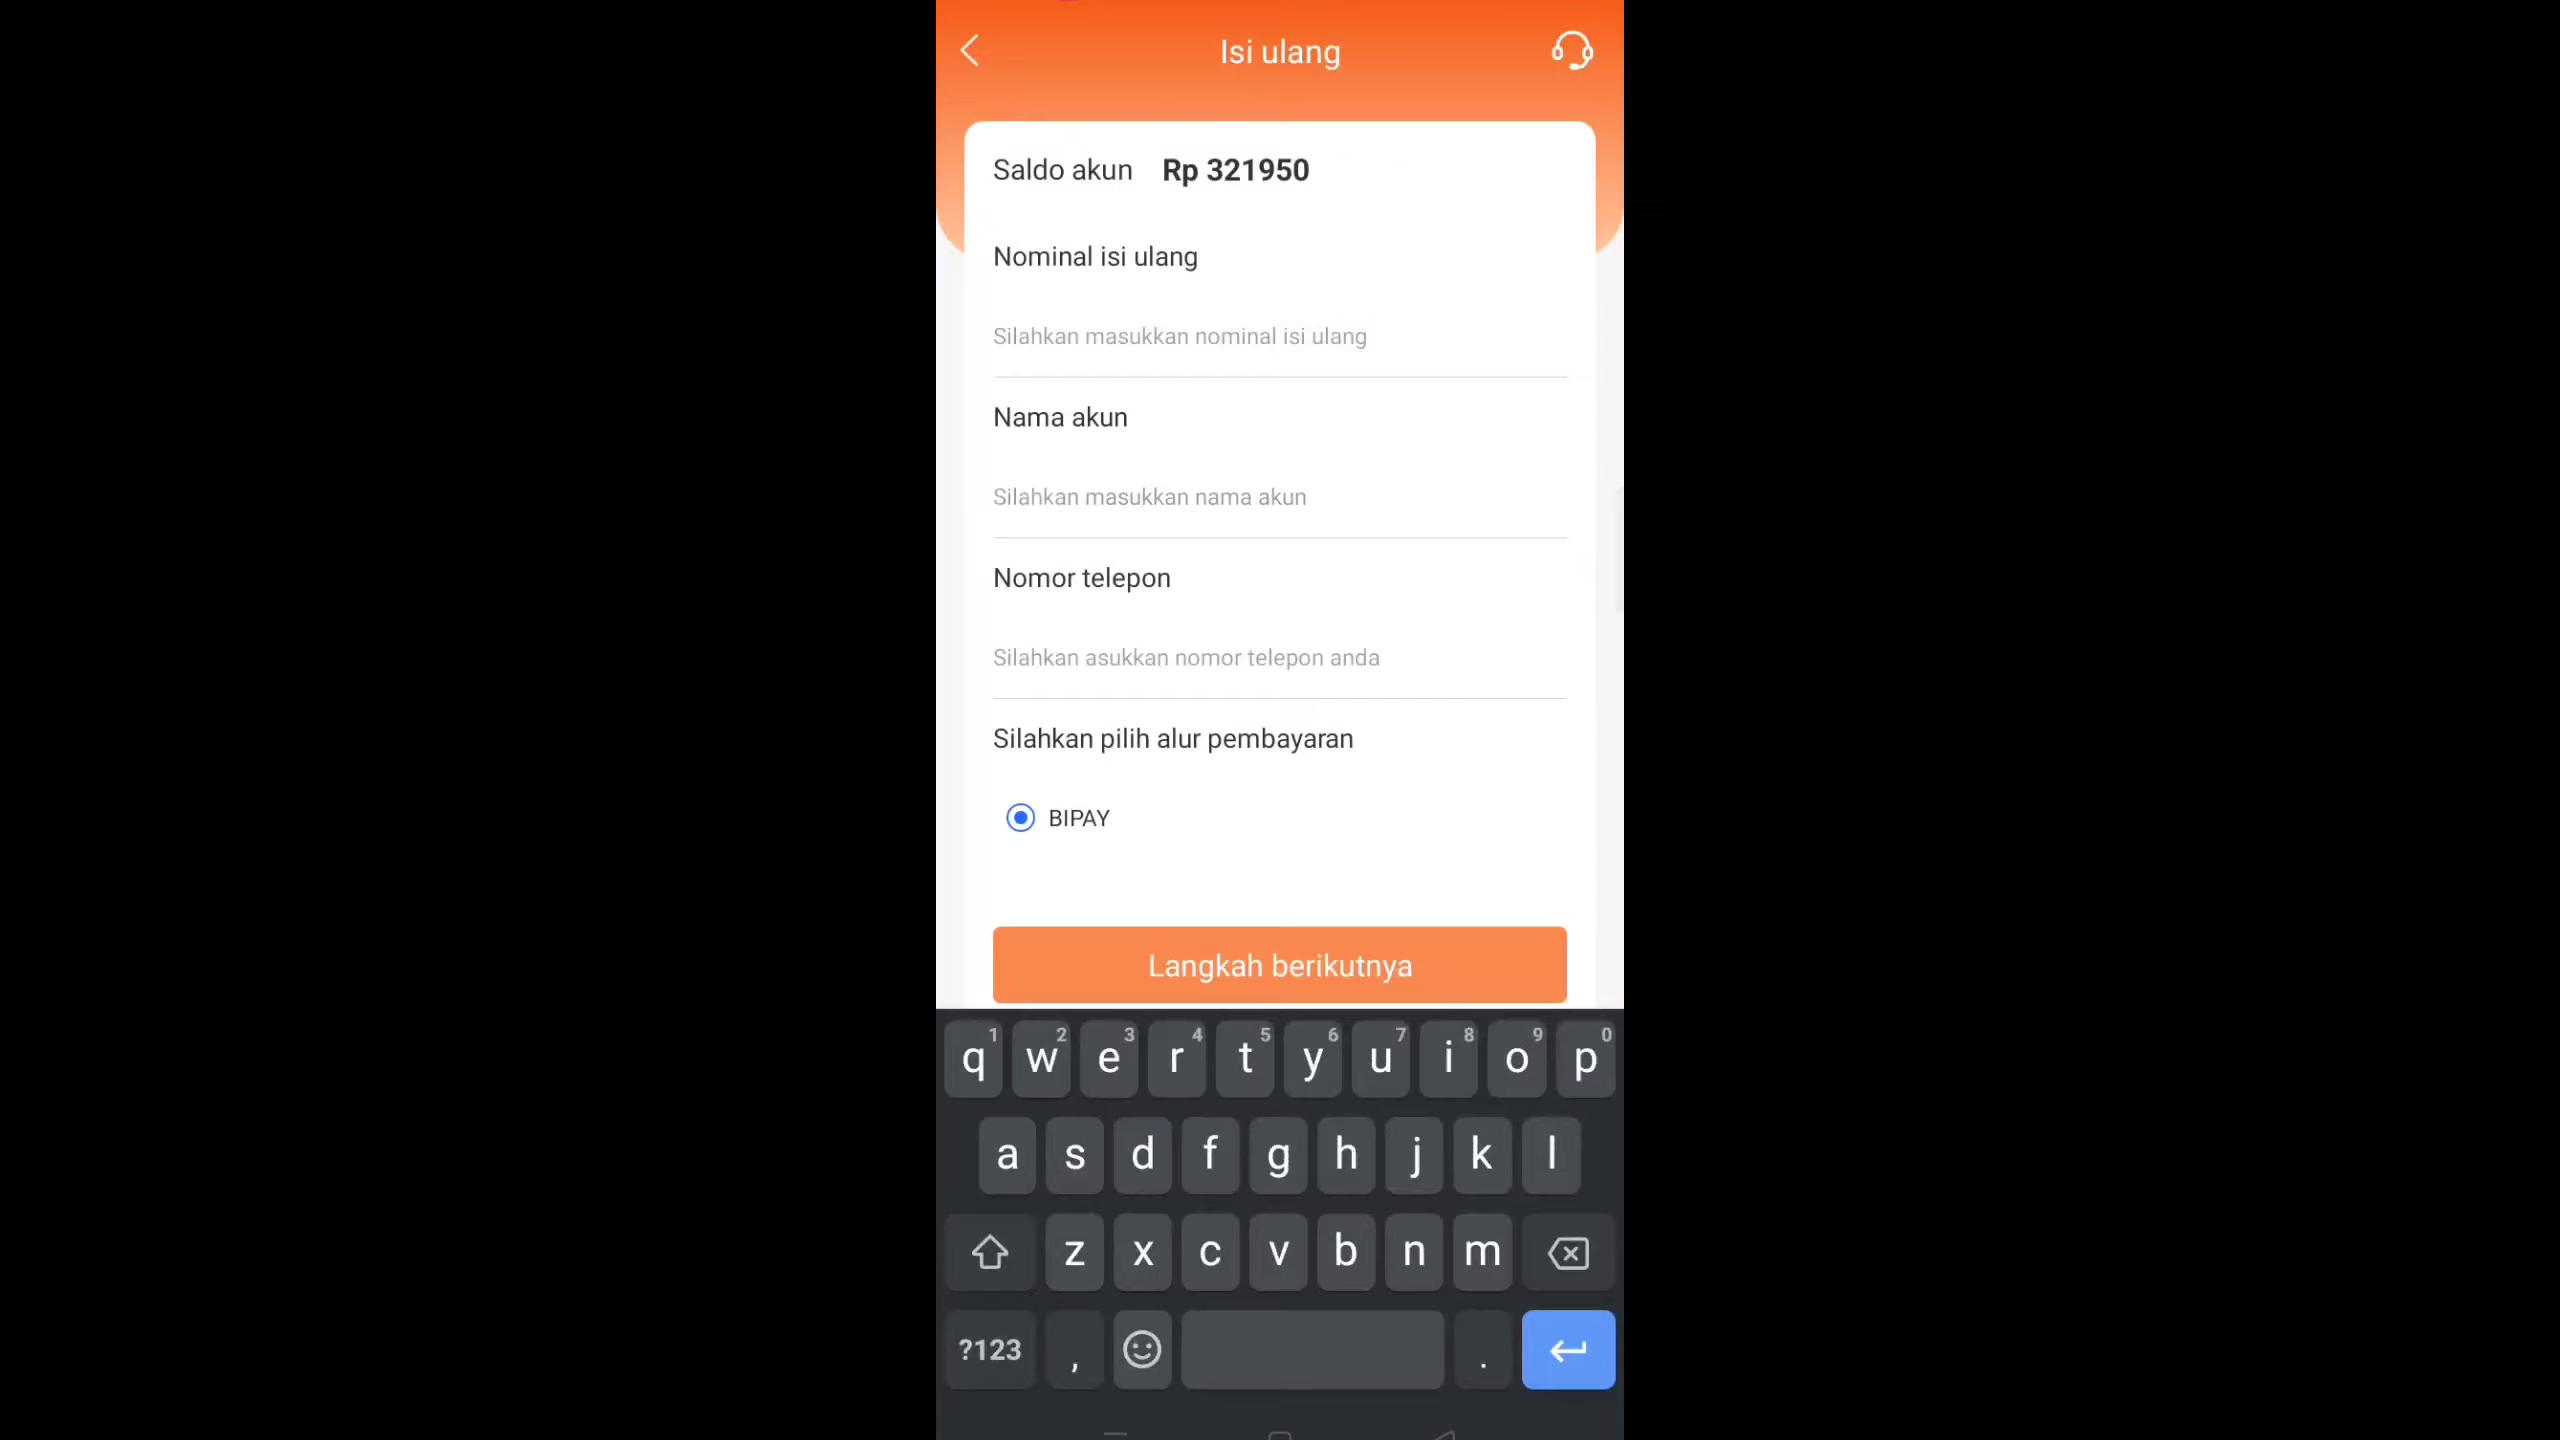 Isi ulang
Saldo akun Rp 321950
Nominal isi ulang
Silahkan masukkan nominal isi ulang
Nama akun
Silahkan masukkan nama akun
Nomor telepon
Silahkan asukkan nomor telepon anda
Silahkan pilih alur pembayaran
BIPAY
Langkah berikutnya
1 2 3 4 5 6 7 8 9 0
q w e r t y u i o p
a s d f g h j k l
z x c v b n m
?123 , .